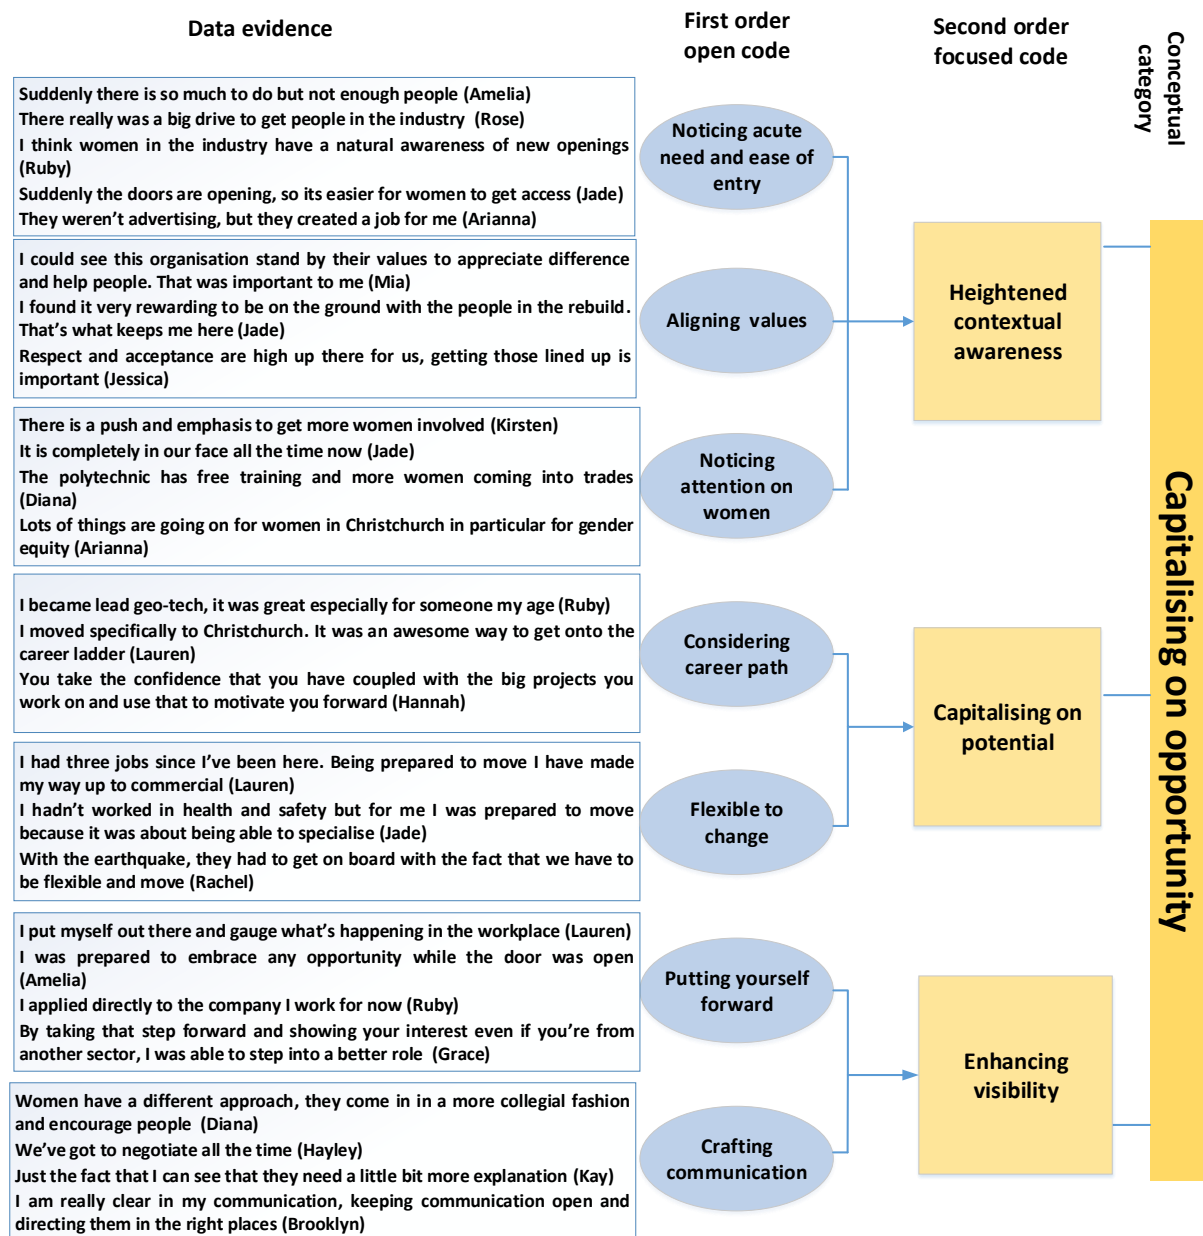 Data evidence
First order
open code
Second order
focused code
Conceptual
category
Suddenly there is so much to do but not enough people (Amelia)
There really was a big drive to get people in the industry (Rose)
I think women in the industry have a natural awareness of new openings
(Ruby)
Suddenly the doors are opening, so its easier for women to get access (Jade)
They weren't advertising, but they created a job for me (Arianna)
Noticing acute
need and ease of
entry
I could see this organisation stand by their values to appreciate difference
and help people. That was important to me (Mia)
I found it very rewarding to be on the ground with the people in the rebuild.
That's what keeps me here (Jade)
Respect and acceptance are high up there for us, getting those lined up is
important (Jessica)
Aligning values
Heightened
contextual
awareness
There is a push and emphasis to get more women involved (Kirsten)
It is completely in our face all the time now (Jade)
The polytechnic has free training and more women coming into trades
(Diana)
Lots of things are going on for women in Christchurch in particular for gender
equity (Arianna)
Noticing
attention on
women
I became lead geo-tech, it was great especially for someone my age (Ruby)
I moved specifically to Christchurch. It was an awesome way to get onto the
career ladder (Lauren)
You take the confidence that you have coupled with the big projects you
work on and use that to motivate you forward (Hannah)
Considering
career path
Capitalising on
potential
I had three jobs since I've been here. Being prepared to move I have made
my way up to commercial (Lauren)
I hadn't worked in health and safety but for me I was prepared to move
because it was about being able to specialise (Jade)
With the earthquake, they had to get on board with the fact that we have to
be flexible and move (Rachel)
Flexible to
change
I put myself out there and gauge what's happening in the workplace (Lauren)
I was prepared to embrace any opportunity while the door was open
(Amelia)
I applied directly to the company I work for now (Ruby)
By taking that step forward and showing your interest even if you're from
another sector, I was able to step into a better role (Grace)
Putting yourself
forward
Enhancing
visibility
Women have a different approach, they come in in a more collegial fashion
and encourage people (Diana)
We've got to negotiate all the time (Hayley)
Just the fact that I can see that they need a little bit more explanation (Kay)
I am really clear in my communication, keeping communication open and
directing them in the right places (Brooklyn)
Crafting
communication
Capitalising on opportunity